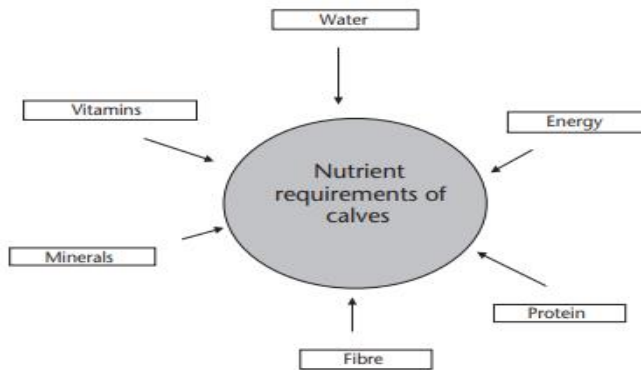 Water
Vitamins
Energy
Nutrient
requirements of
calves
Minerals
Protein
Fibre